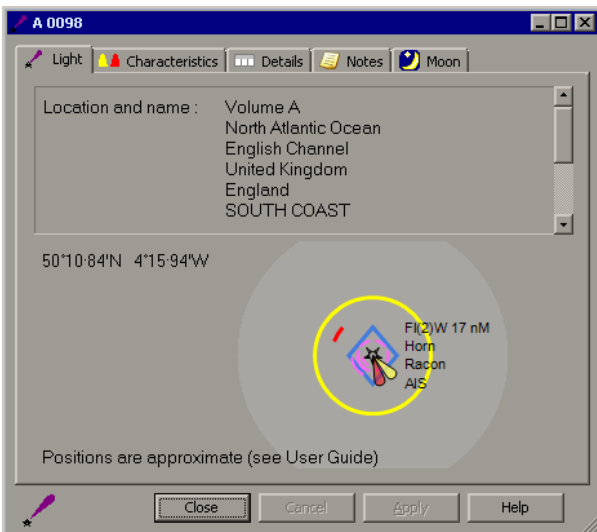 A 0098
Light
Characteristics
Details
Notes
Moon
Location and name :
Volume A
North Atlantic Ocean
English Channel
United Kingdom
England
SOUTH COAST
50°10·84'N 4°15·94'W
Fl(2)W 17 nM
Horn
Racon
AIS
Positions are approximate (see User Guide)
Close
Cancel
Apply
Help